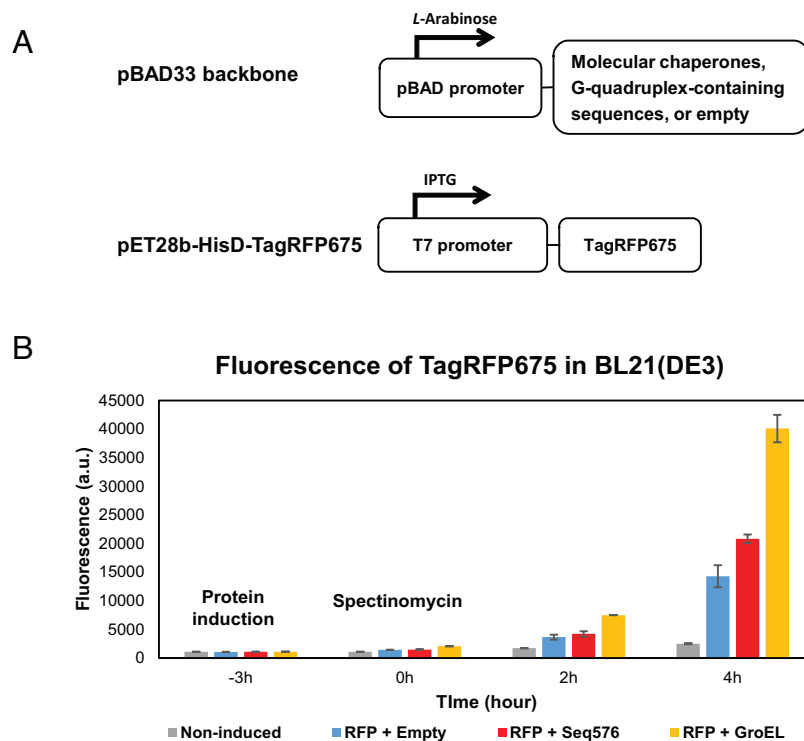 A
L-Arabinose
pBAD33 backbone
pBAD promoter
Molecular chaperones,
G-quadruplex-containing
sequences, or empty
IPTG
pET28b-HisD-TagRFP675
T7 promoter
TagRFP675
B
Fluorescence of TagRFP675 in BL21(DE3)
Fluorescence (a.u.)
45000
40000
35000
30000
25000
20000
15000
10000
5000
0
Protein
induction
Spectinomycin
-3h
0h
2h
4h
TIme (hour)
Non-induced
RFP + Empty
RFP + Seq576
RFP + GroEL